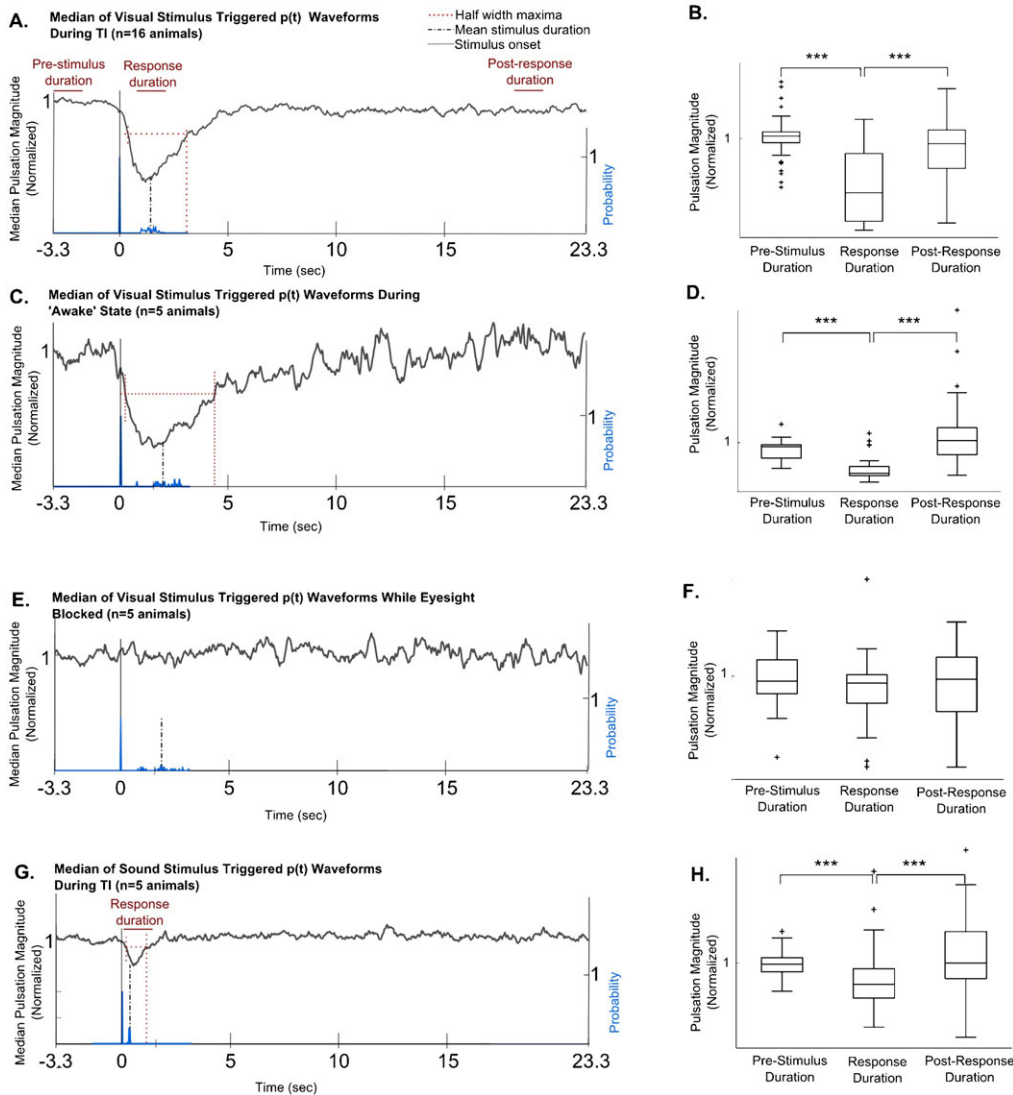 A.
Median of Visual Stimulus Triggered p(t) Waveforms
During TI (n=16 animals)
Half width maxima
Mean stimulus duration
Stimulus onset
Pre-stimulus
duration
Response
duration
Post-response
duration
Median Pulsation Magnitude
(Normalized)
1
1
Probability
-3.3 0 5 10 15 23.3
Time (sec)
B.
*** ***
Pulsation Magnitude
(Normalized)
1
Pre-Stimulus
Duration
Response
Duration
Post-Response
Duration
C.
Median of Visual Stimulus Triggered p(t) Waveforms During
'Awake' State (n=5 animals)
Median Pulsation Magnitude
(Normalized)
1
1
Probability
-3.3 0 5 10 15 23.3
Time (sec)
D.
*** ***
Pulsation Magnitude
(Normalized)
1
Pre-Stimulus
Duration
Response
Duration
Post-Response
Duration
E.
Median of Visual Stimulus Triggered p(t) Waveforms While Eyesight
Blocked (n=5 animals)
Median Pulsation Magnitude
(Normalized)
1
1
Probability
-3.3 0 5 10 15 23.3
Time (sec)
F.
Pulsation Magnitude
(Normalized)
1
Pre-Stimulus
Duration
Response
Duration
Post-Response
Duration
G.
Median of Sound Stimulus Triggered p(t) Waveforms
During TI (n=5 animals)
Response
duration
Median Pulsation Magnitude
(Normalized)
1
1
Probability
-3.3 0 5 10 15 23.3
Time (sec)
H.
*** ***
Pulsation Magnitude
(Normalized)
1
Pre-Stimulus
Duration
Response
Duration
Post-Response
Duration